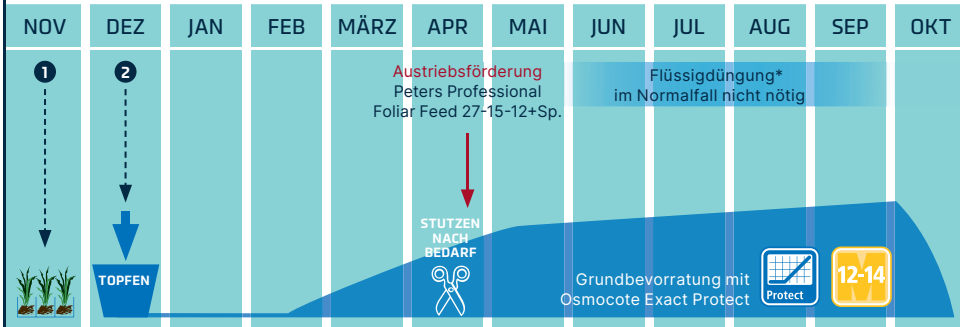 NOV DEZ JAN FEB MÄRZ APR MAI JUN JUL AUG SEP OKT
1 2
Austriebsförderung
Peters Professional
Foliar Feed 27-15-12+Sp.
Flüssigdüngung*
im Normalfall nicht nötig
STUTZEN
NACH
BEDARF
TOPFEN
Grundbevorratung mit
Osmocote Exact Protect
Protect
12-14
M